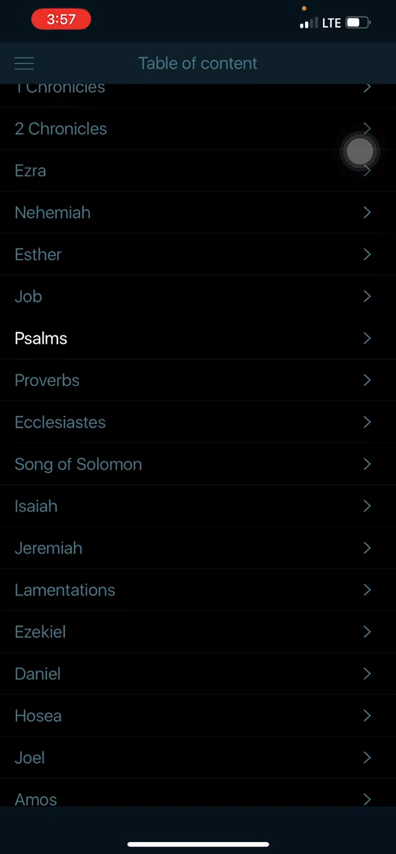 3:57
LTE
Table of content
1 Chronicles
2 Chronicles
Ezra
Nehemiah
Esther
Job
Psalms
Proverbs
Ecclesiastes
Song of Solomon
Isaiah
Jeremiah
Lamentations
Ezekiel
Daniel
Hosea
Joel
Amos